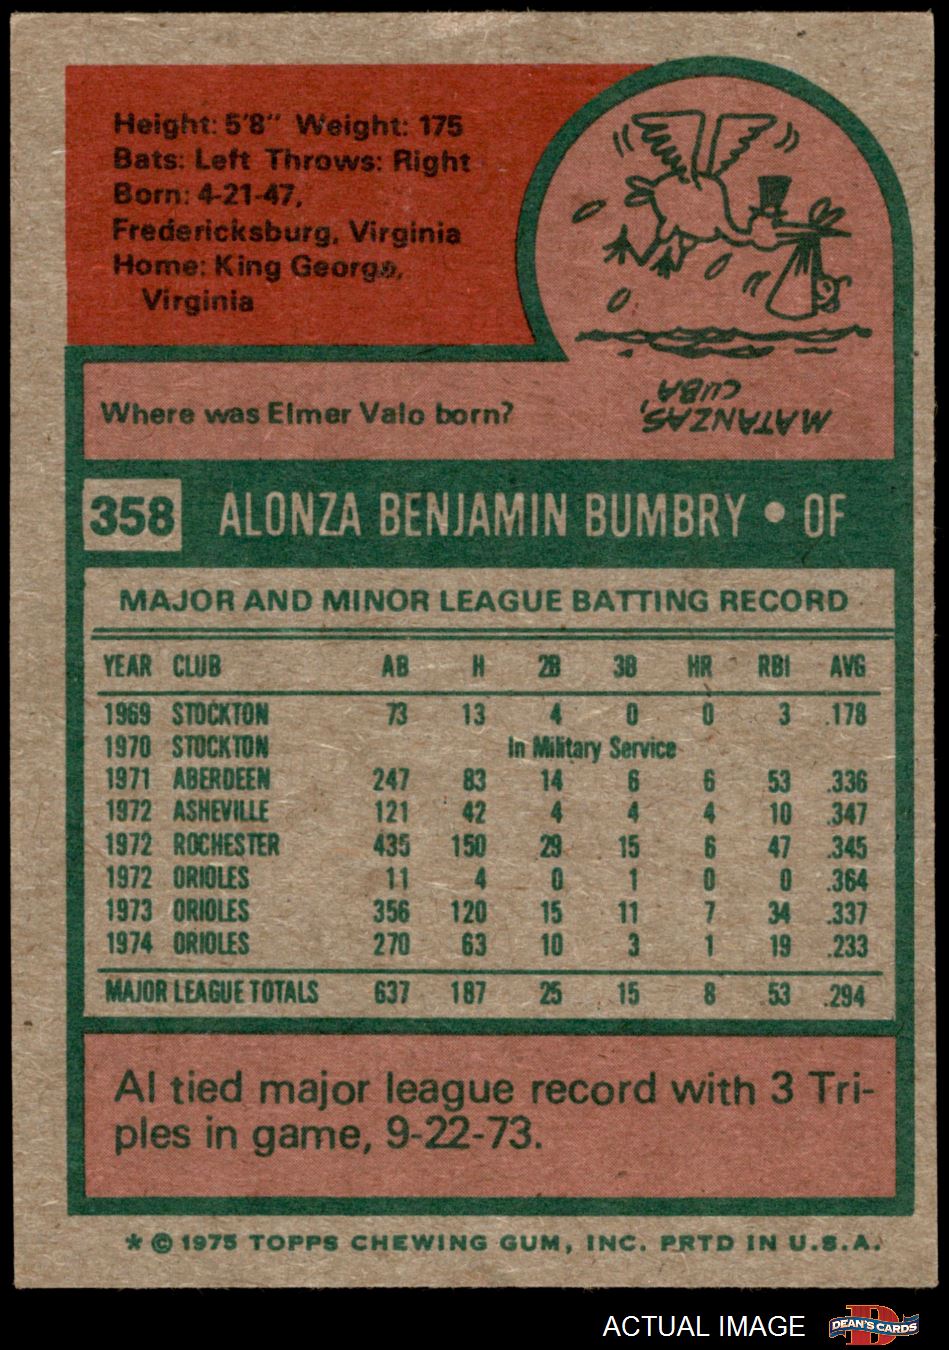 Height: 5'8" Weight: 175
Bats: Left Throws: Right
Born: 4-21-47,
Fredericksburg, Virginia
Home: King George,
Virginia
Where was Elmer Valo born?
MATANZAS,
CUBA
358 ALONZA BENJAMIN BUMBRY • OF
MAJOR AND MINOR LEAGUE BATTING RECORD
YEAR CLUB AB H 2B 3B HR RBI AVG
1969 STOCKTON 73 13 4 0 0 3 .178
1970 STOCKTON In Military Service
1971 ABERDEEN 247 83 14 6 6 53 .336
1972 ASHEVILLE 121 42 4 4 4 10 .347
1972 ROCHESTER 435 150 29 15 6 47 .345
1972 ORIOLES 11 4 0 1 0 0 .364
1973 ORIOLES 356 120 15 11 7 34 .337
1974 ORIOLES 270 63 10 3 1 19 .233
MAJOR LEAGUE TOTALS 637 187 25 15 8 53 .294
Al tied major league record with 3 Tri-
ples in game, 9-22-73.
* © 1975 TOPPS CHEWING GUM, INC. PRTD IN U.S.A.
ACTUAL IMAGE DEAN'S CARDS